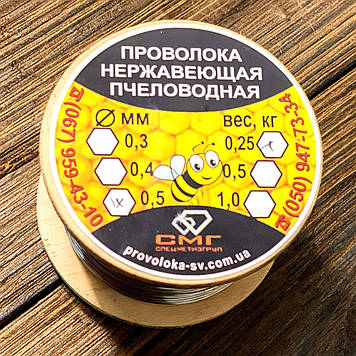 ПРОВОЛОКА
НЕРЖАВЕЮЩАЯ
ПЧЕЛОВОДНАЯ
Ø ММ ВЕС, КГ
0,3 0,25
0,4 0,5
0,5 1,0
СМГ
СПЕЦМЕТИЗГРУП
provoloka-sv.com.ua
(067) 959-43-10
(050) 947-73-34